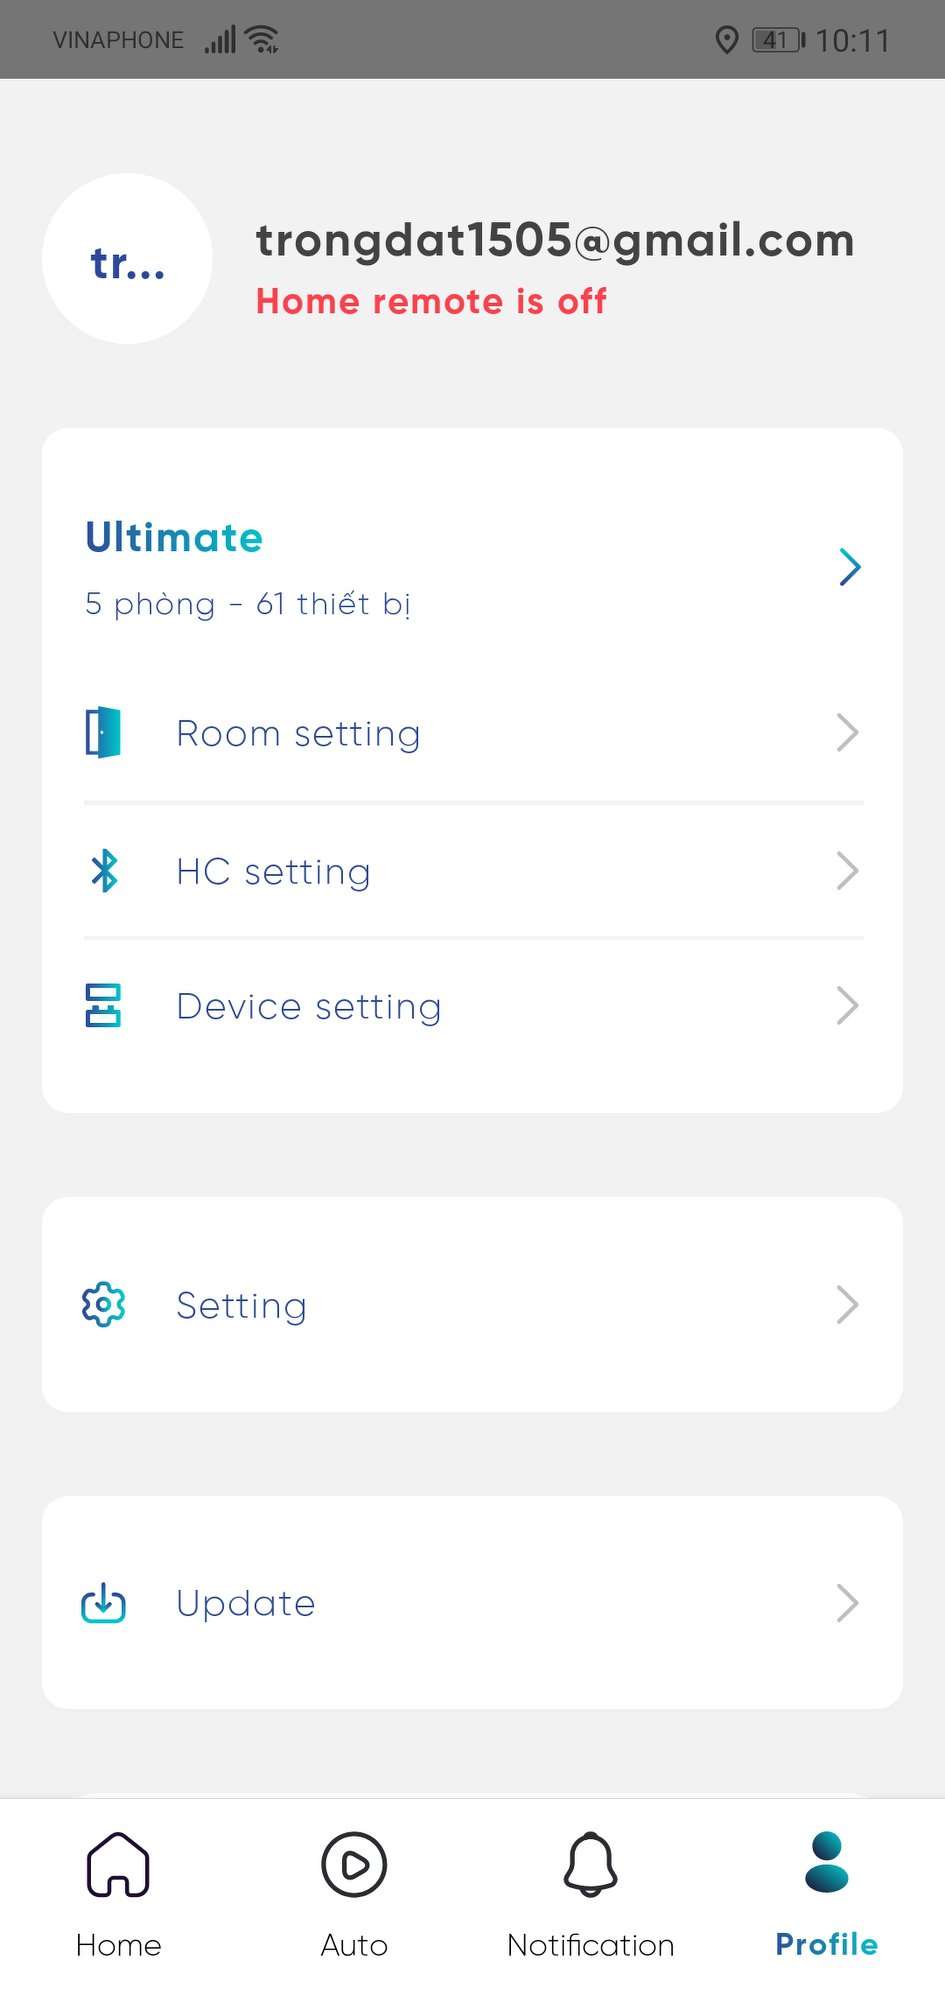 VINAPHONE 41 10:11
tr...
trongdat1505@gmail.com
Home remote is off
Ultimate
5 phòng - 61 thiết bị
Room setting
HC setting
Device setting
Setting
Update
Home Auto Notification Profile